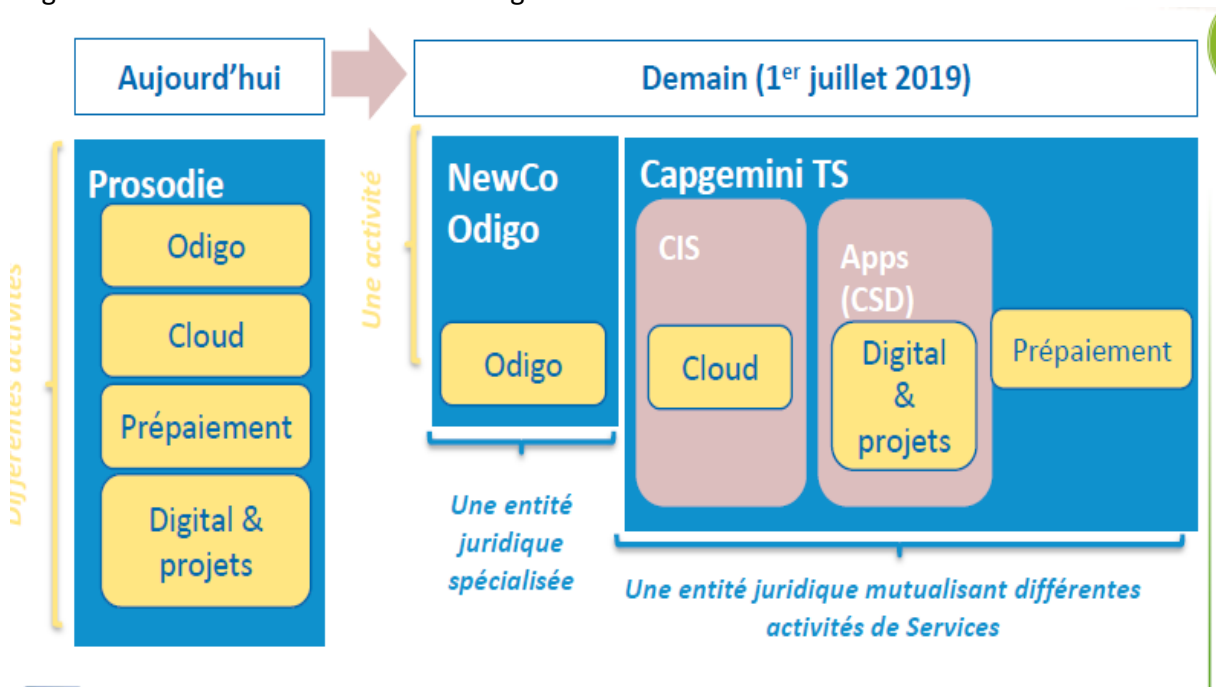 Aujourd'hui
Demain (1er juillet 2019)
Différentes activités
Prosodie
Odigo
Cloud
Prépaiement
Digital &
projets
Une activité
NewCo
Odigo
Odigo
Capgemini TS
CIS
Cloud
Apps
(CSD)
Digital
&
projets
Prépaiement
Une entité
juridique
spécialisée
Une entité juridique mutualisant différentes
activités de Services